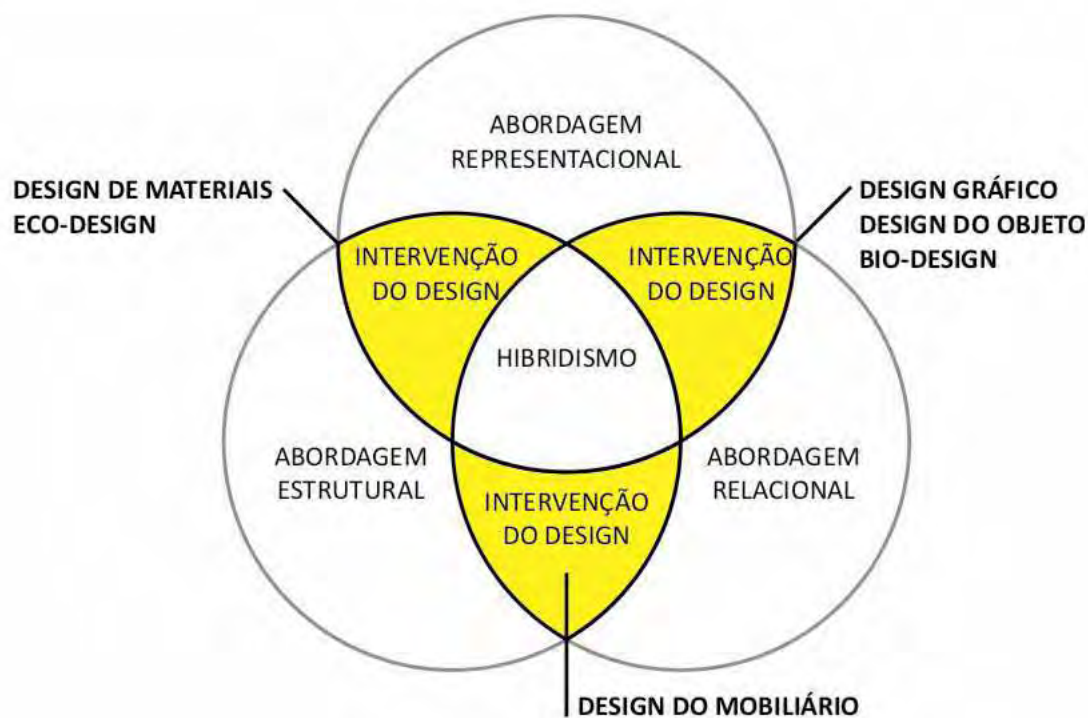 ABORDAGEM
REPRESENTACIONAL
DESIGN DE MATERIAIS
ECO-DESIGN
DESIGN GRÁFICO
DESIGN DO OBJETO
BIO-DESIGN
INTERVENÇÃO
DO DESIGN
INTERVENÇÃO
DO DESIGN
HIBRIDISMO
ABORDAGEM
ESTRUTURAL
ABORDAGEM
RELACIONAL
INTERVENÇÃO
DO DESIGN
DESIGN DO MOBILIÁRIO